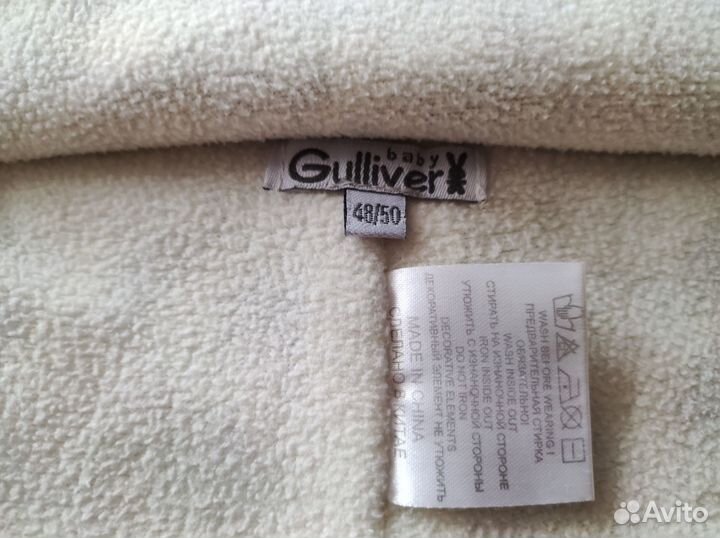 baby
Gulliver
48/50
WASH BEFORE WEARING!
ПРЕДВАРИТЕЛЬНАЯ СТИРКА
ОБЯЗАТЕЛЬНО!
WASH INSIDE OUT
СТИРАТЬ НА ИЗНАНОЧНОЙ СТОРОНЕ
IRON INSIDE OUT
УТЮЖИТЬ С ИЗНАНОЧНОЙ СТОРОНЫ
DO NOT IRON
DECORATIVE ELEMENTS
ДЕКОРАТИВНЫЙ ЭЛЕМЕНТ НЕ УТЮЖИТЬ
MADE IN CHINA
СДЕЛАНО В КИТАЕ
Avito